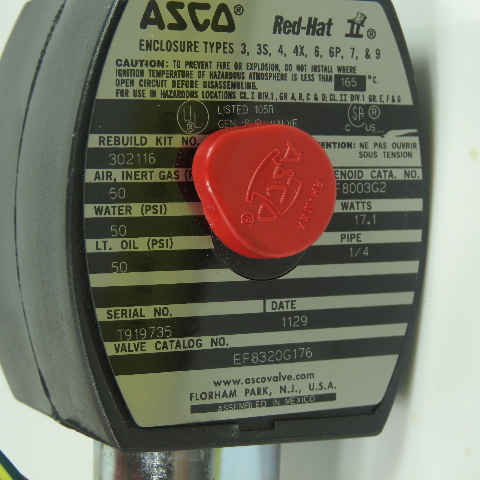 ASCO Red-Hat II ®
ENCLOSURE TYPES 3, 3S, 4, 4X, 6, 6P, 7, & 9
CAUTION: TO PREVENT FIRE OR EXPLOSION, DO NOT INSTALL WHERE
IGNITION TEMPERATURE OF HAZARDOUS ATMOSPHERE IS LESS THAN 165 °C.
OPEN CIRCUIT BEFORE DISASSEMBLING.
FOR USE IN HAZARDOUS LOCATIONS CL. I DIV.1, GR A, B, C & D; CL. II DIV.1 GR. E, F & G
UL LISTED 105R SA ®
C US
REBUILD KIT NO. NE PAS OUVRIR
SOUS TENSION
302116 CATA. NO.
AIR, INERT GAS 8003G2
50 WATTS
WATER (PSI) 17.1
50 PIPE
LT. OIL (PSI) 1/4
50
SERIAL NO. DATE
T919735 1129
VALVE CATALOG NO.
EF8320G176
www.ascovalve.com
FLORHAM PARK, N.J., U.S.A.
ASSEMBLED IN MEXICO